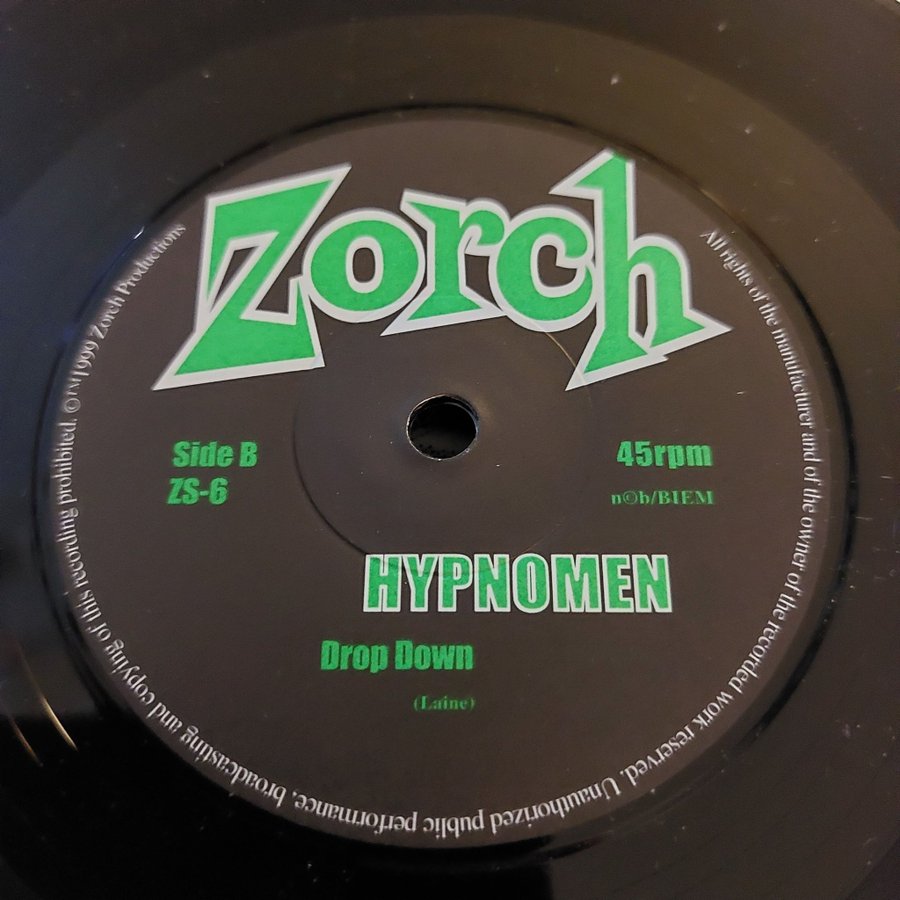 Zorch
Side B
45rpm
ZS-6
n©b/BIEM
HYPNOMEN
Drop Down
(Laine)
All rights of the manufacturer and of the owner of the recorded work reserved. Unauthorized public performance, broadcasting and copying of this recording prohibited. ©™1999 Zorch Productions